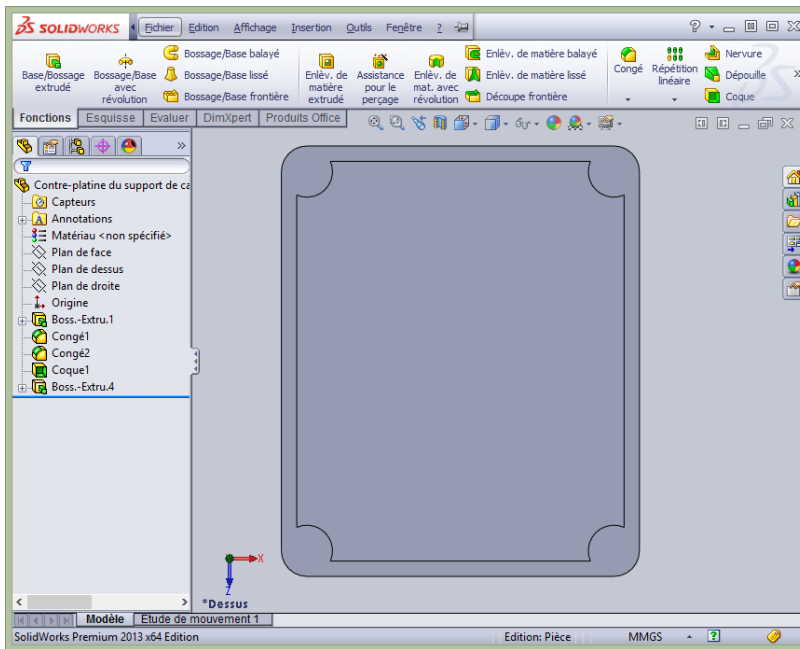 SOLIDWORKS Fichier Edition Affichage Insertion Outils Fenêtre ?
Base/Bossage extrudé
Bossage/Base avec révolution
Bossage/Base balayé
Bossage/Base lissé
Bossage/Base frontière
Enlèv. de matière extrudé
Assistance pour le perçage
Enlèv. de mat. avec révolution
Enlèv. de matière balayé
Enlèv. de matière lissé
Découpe frontière
Congé
Répétition linéaire
Nervure
Dépouille
Coque
Fonctions Esquisse Evaluer DimXpert Produits Office
Contre-platine du support de ca
Capteurs
Annotations
Matériau <non spécifié>
Plan de face
Plan de dessus
Plan de droite
Origine
Boss.-Extru.1
Congé1
Congé2
Coque1
Boss.-Extru.4
X
Z
*Dessus
Modèle Etude de mouvement 1
SolidWorks Premium 2013 x64 Edition Edition: Pièce MMGS